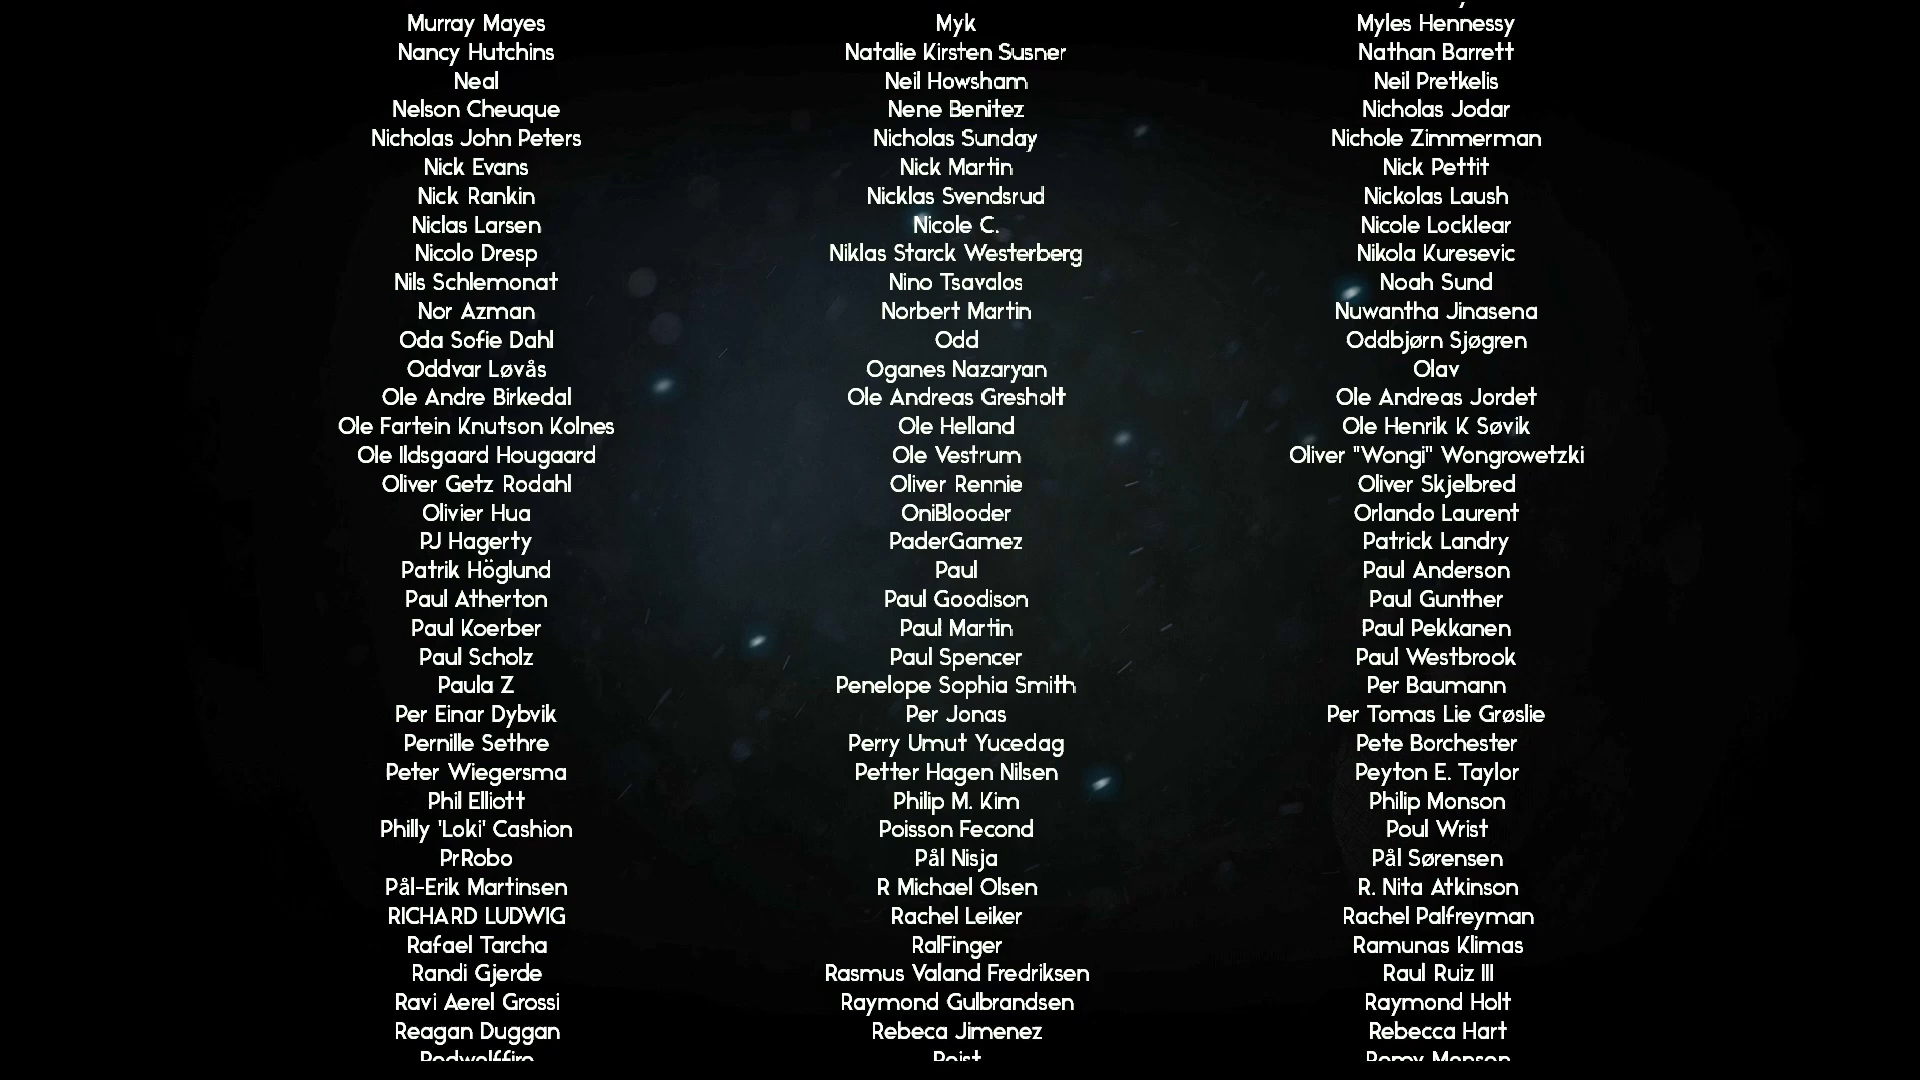 Murray Mayes Myk Myles Hennessy
Nancy Hutchins Natalie Kirsten Susner Nathan Barrett
Neal Neil Howsham Neil Pretkelis
Nelson Cheuque Nene Benitez Nicholas Jodar
Nicholas John Peters Nicholas Sunday Nichole Zimmerman
Nick Evans Nick Martin Nick Pettit
Nick Rankin Nicklas Svendsrud Nickolas Laush
Niclas Larsen Nicole C. Nicole Locklear
Nicolo Dresp Niklas Starck Westerberg Nikola Kuresevic
Nils Schlemonat Nino Tsavalos Noah Sund
Nor Azman Norbert Martin Nuwantha Jinasena
Oda Sofie Dahl Odd Oddbjørn Sjøgren
Oddvar Løvås Oganes Nazaryan Olav
Ole Andre Birkedal Ole Andreas Gresholt Ole Andreas Jordet
Ole Fartein Knutson Kolnes Ole Helland Ole Henrik K Søvik
Ole Ildsgaard Hougaard Ole Vestrum Oliver "Wongi" Wongrowetzki
Oliver Getz Rodahl Oliver Rennie Oliver Skjelbred
Olivier Hua OniBlooder Orlando Laurent
PJ Hagerty PaderGamez Patrick Landry
Patrik Höglund Paul Paul Anderson
Paul Atherton Paul Goodison Paul Gunther
Paul Koerber Paul Martin Paul Pekkanen
Paul Scholz Paul Spencer Paul Westbrook
Paula Z Penelope Sophia Smith Per Baumann
Per Einar Dybvik Per Jonas Per Tomas Lie Grøslie
Pernille Sethre Perry Umut Yucedag Pete Borchester
Peter Wiegersma Petter Hagen Nilsen Peyton E. Taylor
Phil Elliott Philip M. Kim Philip Monson
Philly 'Loki' Cashion Poisson Fecond Poul Wrist
PrRobo Pål Nisja Pål Sørensen
Pål-Erik Martinsen R Michael Olsen R. Nita Atkinson
RICHARD LUDWIG Rachel Leiker Rachel Palfreyman
Rafael Tarcha RalFinger Ramunas Klimas
Randi Gjerde Rasmus Valand Fredriksen Raul Ruiz III
Ravi Aerel Grossi Raymond Gulbrandsen Raymond Holt
Reagan Duggan Rebeca Jimenez Rebecca Hart